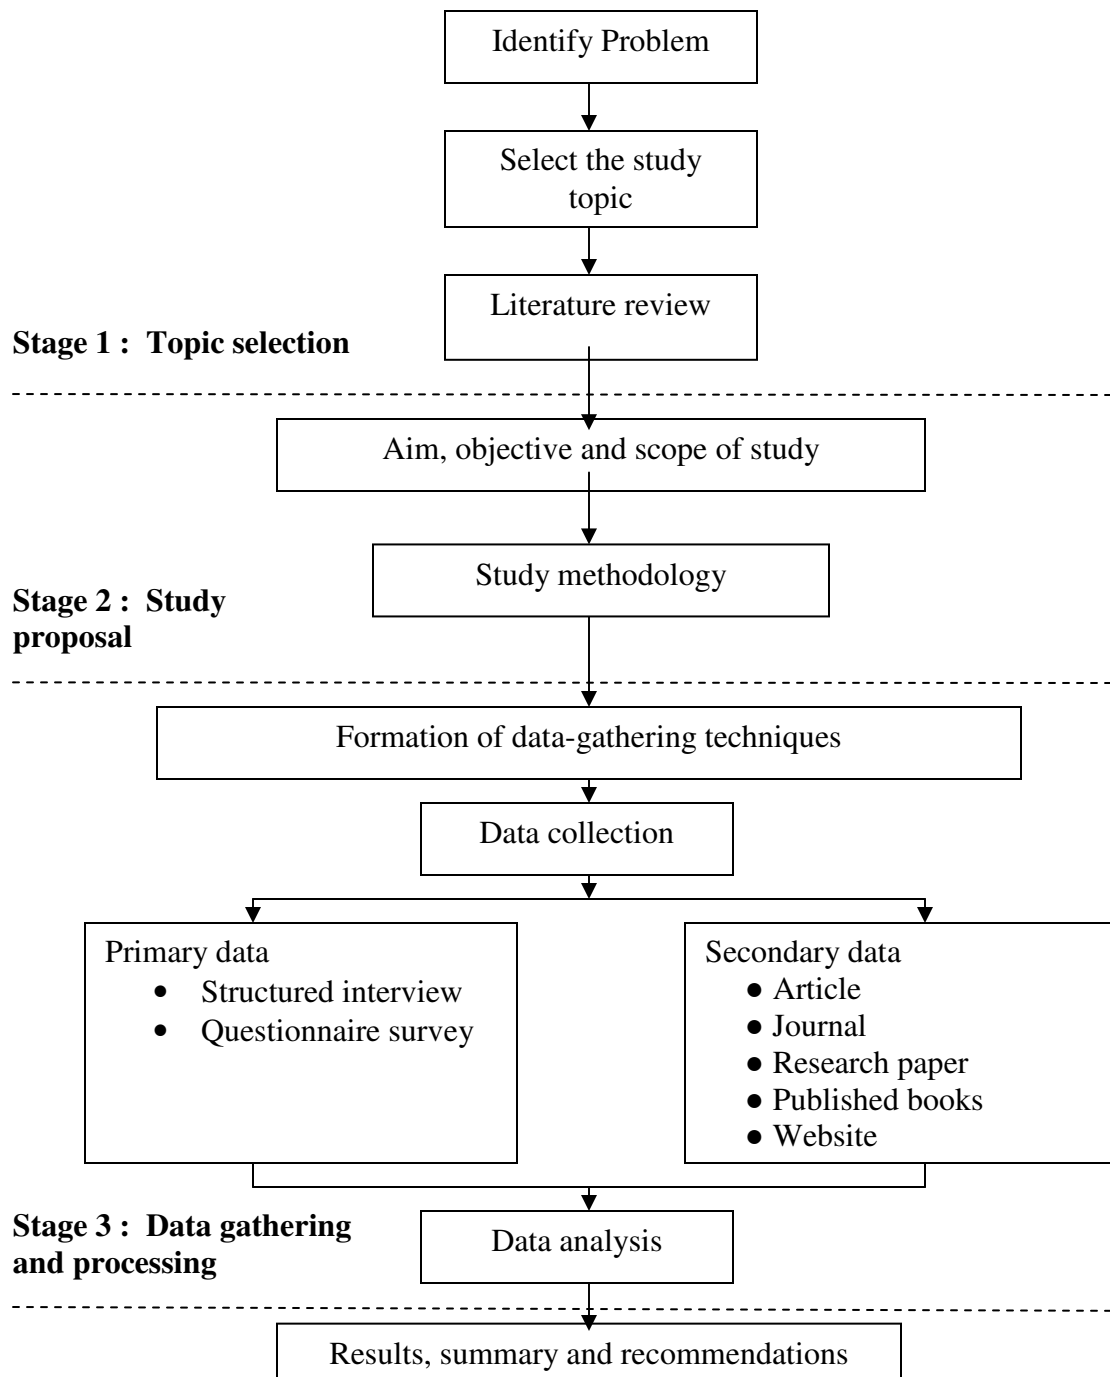 Identify Problem
Select the study
topic
Literature review
Stage 1 :  Topic selection
Aim, objective and scope of study
Study methodology
Stage 2 :  Study
proposal
Formation of data-gathering techniques
Data collection
Primary data
• Structured interview
• Questionnaire survey
Secondary data
● Article
● Journal
● Research paper
● Published books
● Website
Stage 3 :  Data gathering
and processing
Data analysis
Results, summary and recommendations